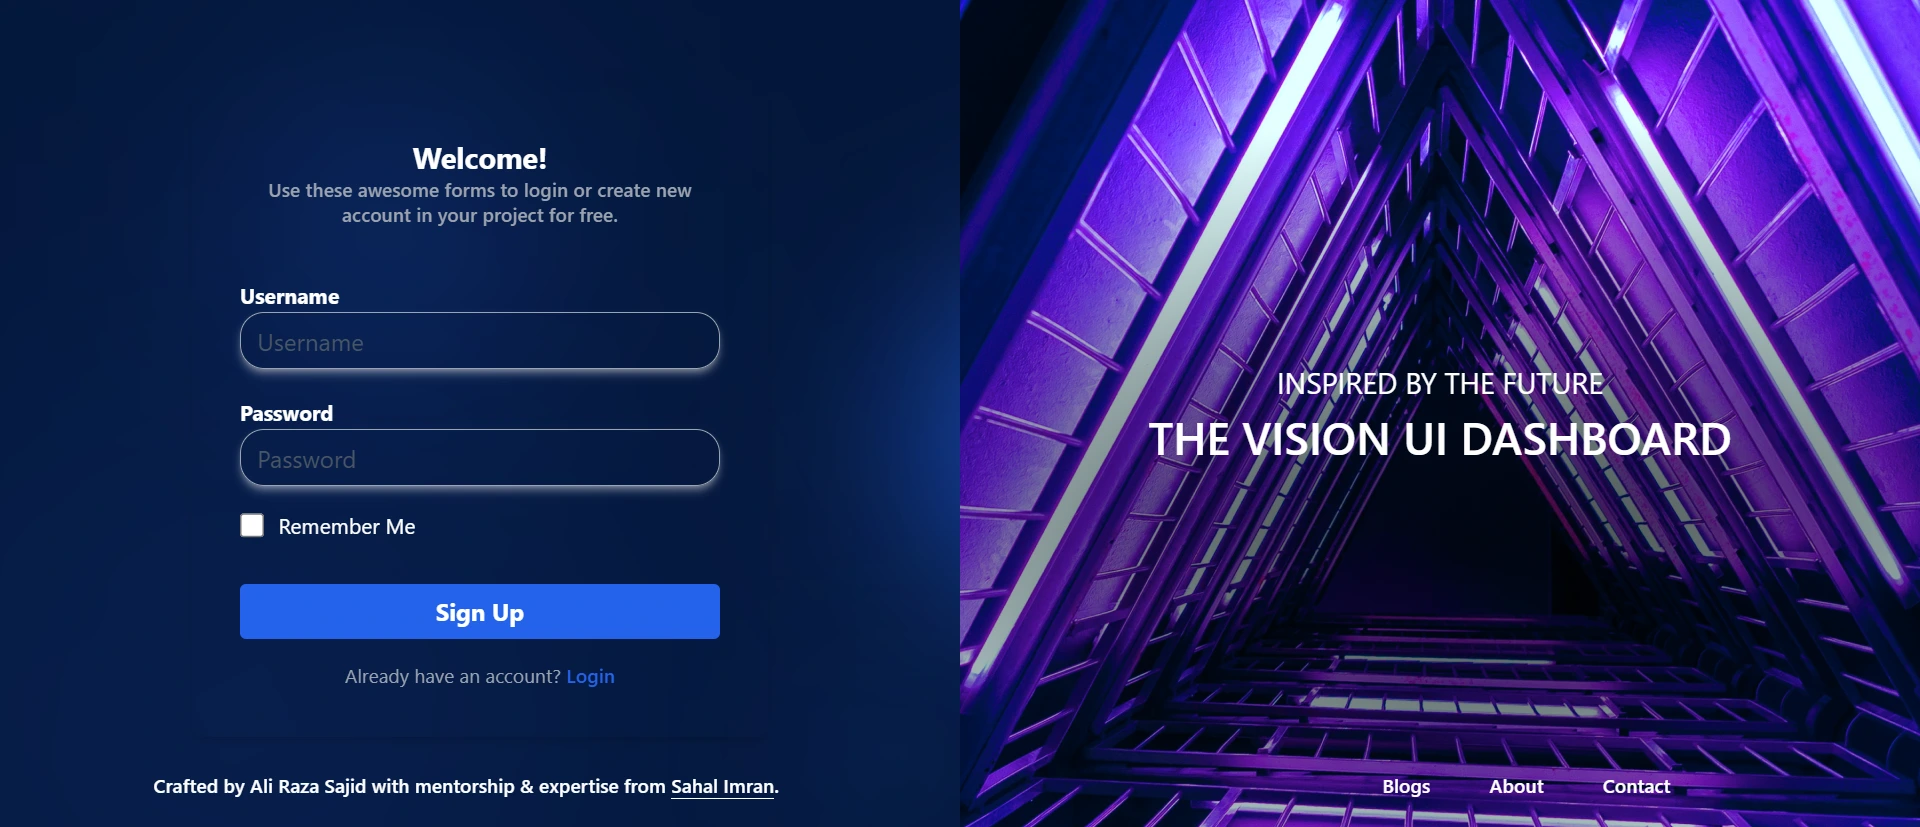 Welcome!
Use these awesome forms to login or create new
account in your project for free.
Username
Username
Password
Password
Remember Me
Sign Up
Already have an account? Login
Crafted by Ali Raza Sajid with mentorship & expertise from Sahal Imran.
INSPIRED BY THE FUTURE
THE VISION UI DASHBOARD
Blogs About Contact